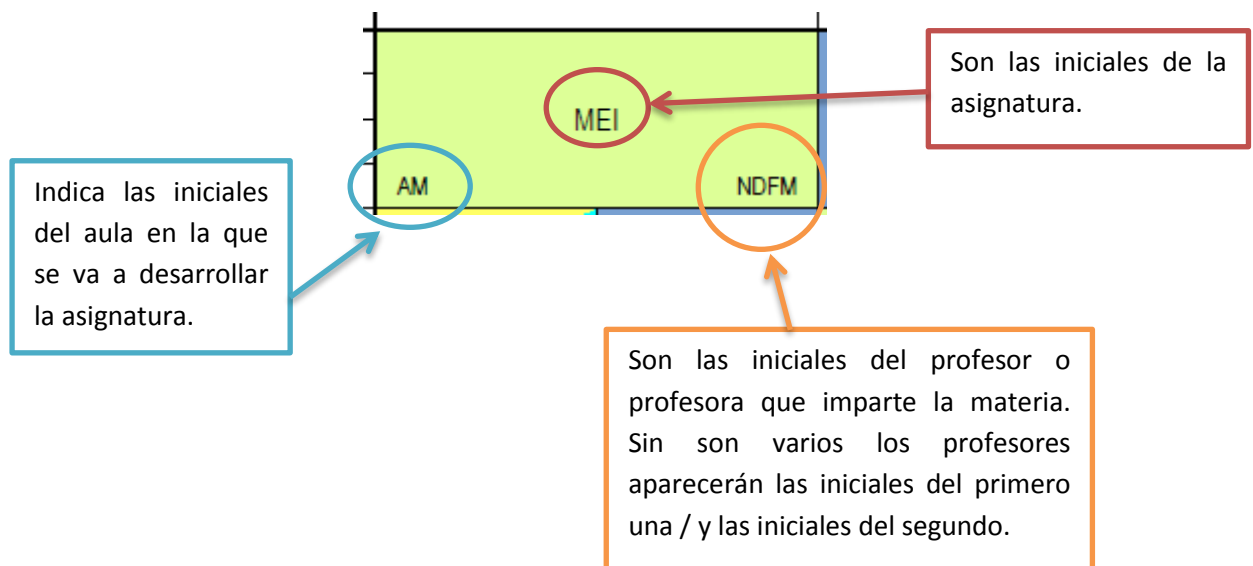 MEI
AM
NDFM
Son las iniciales de la
asignatura.
Indica las iniciales
del aula en la que
se va a desarrollar
la asignatura.
Son las iniciales del profesor o
profesora que imparte la materia.
Sin son varios los profesores
aparecerán las iniciales del primero
una / y las iniciales del segundo.